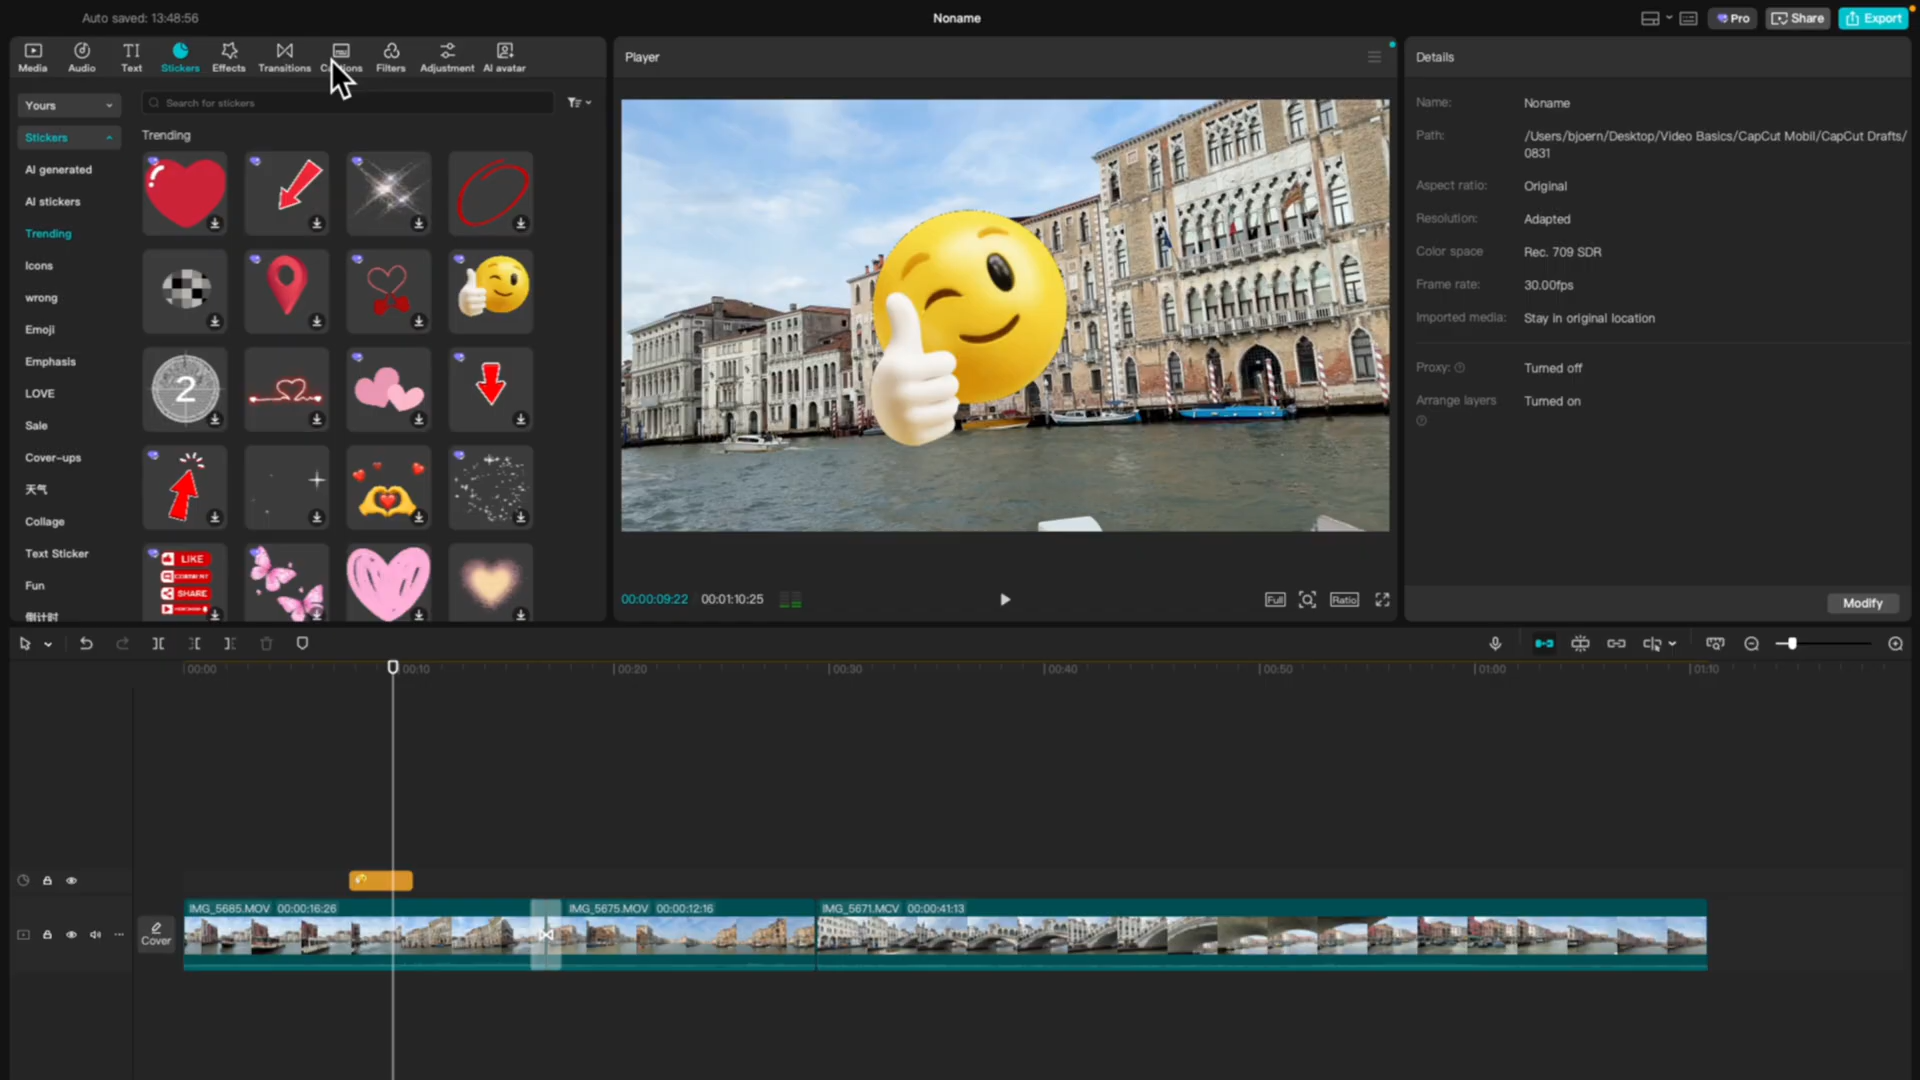 Auto saved: 13:48:56
Noname
Pro
Share
Export
Media
Audio
TI
Text
Stickers
Effects
Transitions
Captions
Filters
Adjustment
AI avatar
Yours
Search for stickers
Stickers
Trending
AI generated
AI stickers
Trending
Icons
wrong
Emoji
Emphasis
LOVE
Sale
Cover-ups
天气
Collage
Text Sticker
Fun
倒计时
2
LIKE
SHARE
Player
00:00:09:22
00:01:10:25
Full
Ratio
Details
Name:
Noname
Path:
/Users/bjoern/Desktop/Video Basics/CapCut Mobil/CapCut Drafts/
0831
Aspect ratio:
Original
Resolution:
Adapted
Color space
Rec. 709 SDR
Frame rate:
30.00fps
Imported media:
Stay in original location
Proxy:
Turned off
Arrange layers
Turned on
Modify
00:00
00:10
00:20
00:30
00:40
00:50
01:00
01:10
Cover
IMG_5685.MOV 00:00:16:26
IMG_5675.MOV 00:00:12:16
IMG_5671.MCV 00:00:41:13